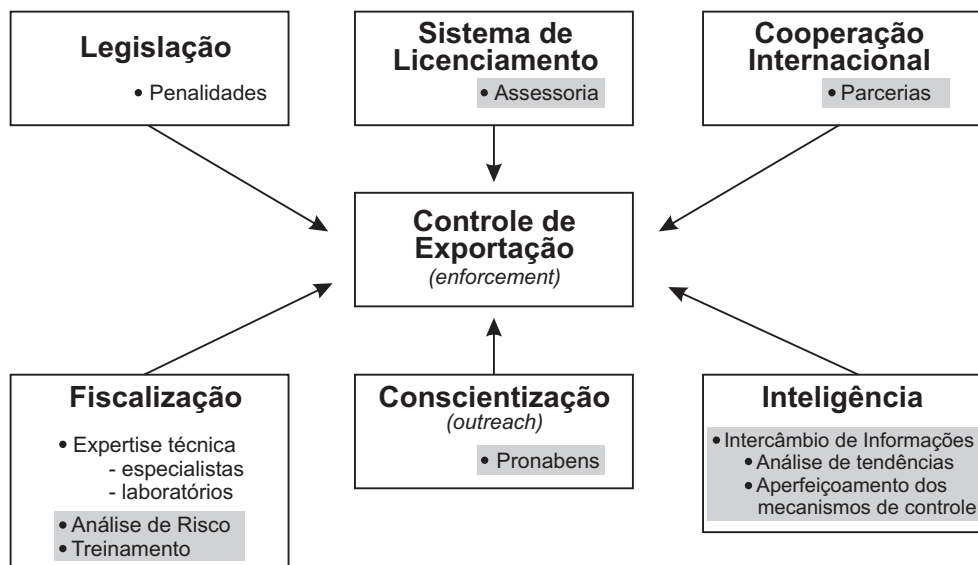 Legislação
• Penalidades
Sistema de
Licenciamento
• Assessoria
Cooperação
Internacional
• Parcerias
Controle de
Exportação
(enforcement)
Fiscalização
• Expertise técnica
- especialistas
- laboratórios
• Análise de Risco
• Treinamento
Conscientização
(outreach)
• Pronabens
Inteligência
• Intercâmbio de Informações
• Análise de tendências
• Aperfeiçoamento dos
mecanismos de controle